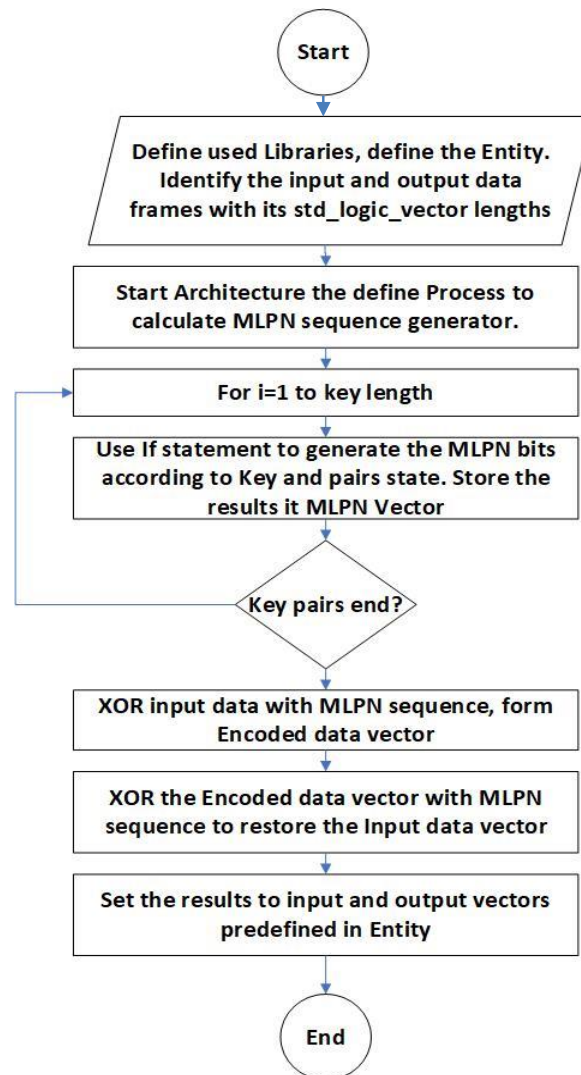 Start
Define used Libraries, define the Entity.
Identify the input and output data
frames with its std_logic_vector lengths
Start Architecture the define Process to
calculate MLPN sequence generator.
For i=1 to key length
Use If statement to generate the MLPN bits
according to Key and pairs state. Store the
results it MLPN Vector
Key pairs end?
XOR input data with MLPN sequence, form
Encoded data vector
XOR the Encoded data vector with MLPN
sequence to restore the Input data vector
Set the results to input and output vectors
predefined in Entity
End